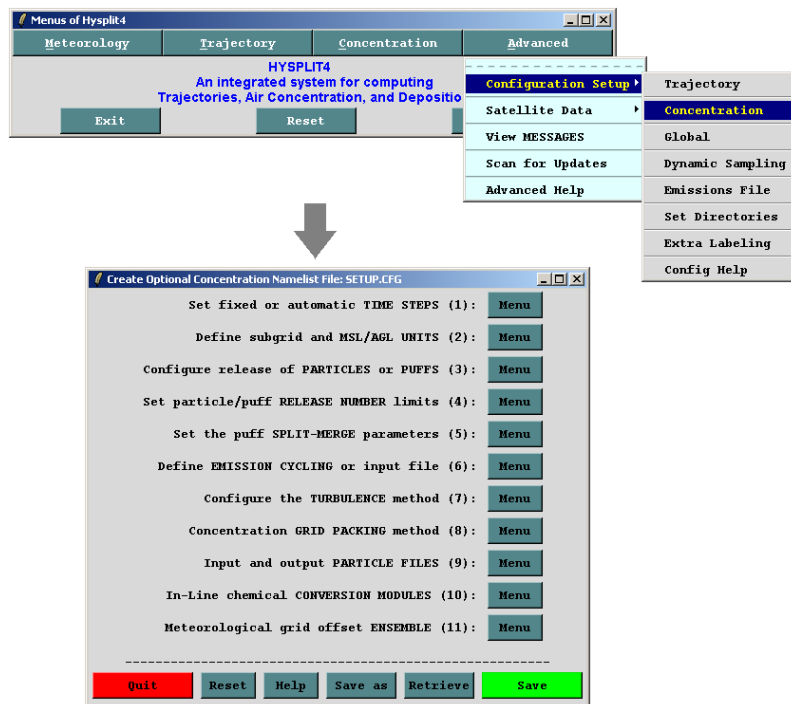 Menus of Hysplit4
Meteorology Trajectory Concentration Advanced
HYSPLIT4
An integrated system for computing
Trajectories, Air Concentration, and Depositio
Exit Reset
Configuration Setup
Satellite Data
View MESSAGES
Scan for Updates
Advanced Help
Trajectory
Concentration
Global
Dynamic Sampling
Emissions File
Set Directories
Extra Labeling
Config Help
Create Optional Concentration Namelist File: SETUP.CFG
Set fixed or automatic TIME STEPS (1): Menu
Define subgrid and MSL/AGL UNITS (2): Menu
Configure release of PARTICLES or PUFFS (3): Menu
Set particle/puff RELEASE NUMBER limits (4): Menu
Set the puff SPLIT-MERGE parameters (5): Menu
Define EMISSION CYCLING or input file (6): Menu
Configure the TURBULENCE method (7): Menu
Concentration GRID PACKING method (8): Menu
Input and output PARTICLE FILES (9): Menu
In-Line chemical CONVERSION MODULES (10): Menu
Meteorological grid offset ENSEMBLE (11): Menu
Quit Reset Help Save as Retrieve Save